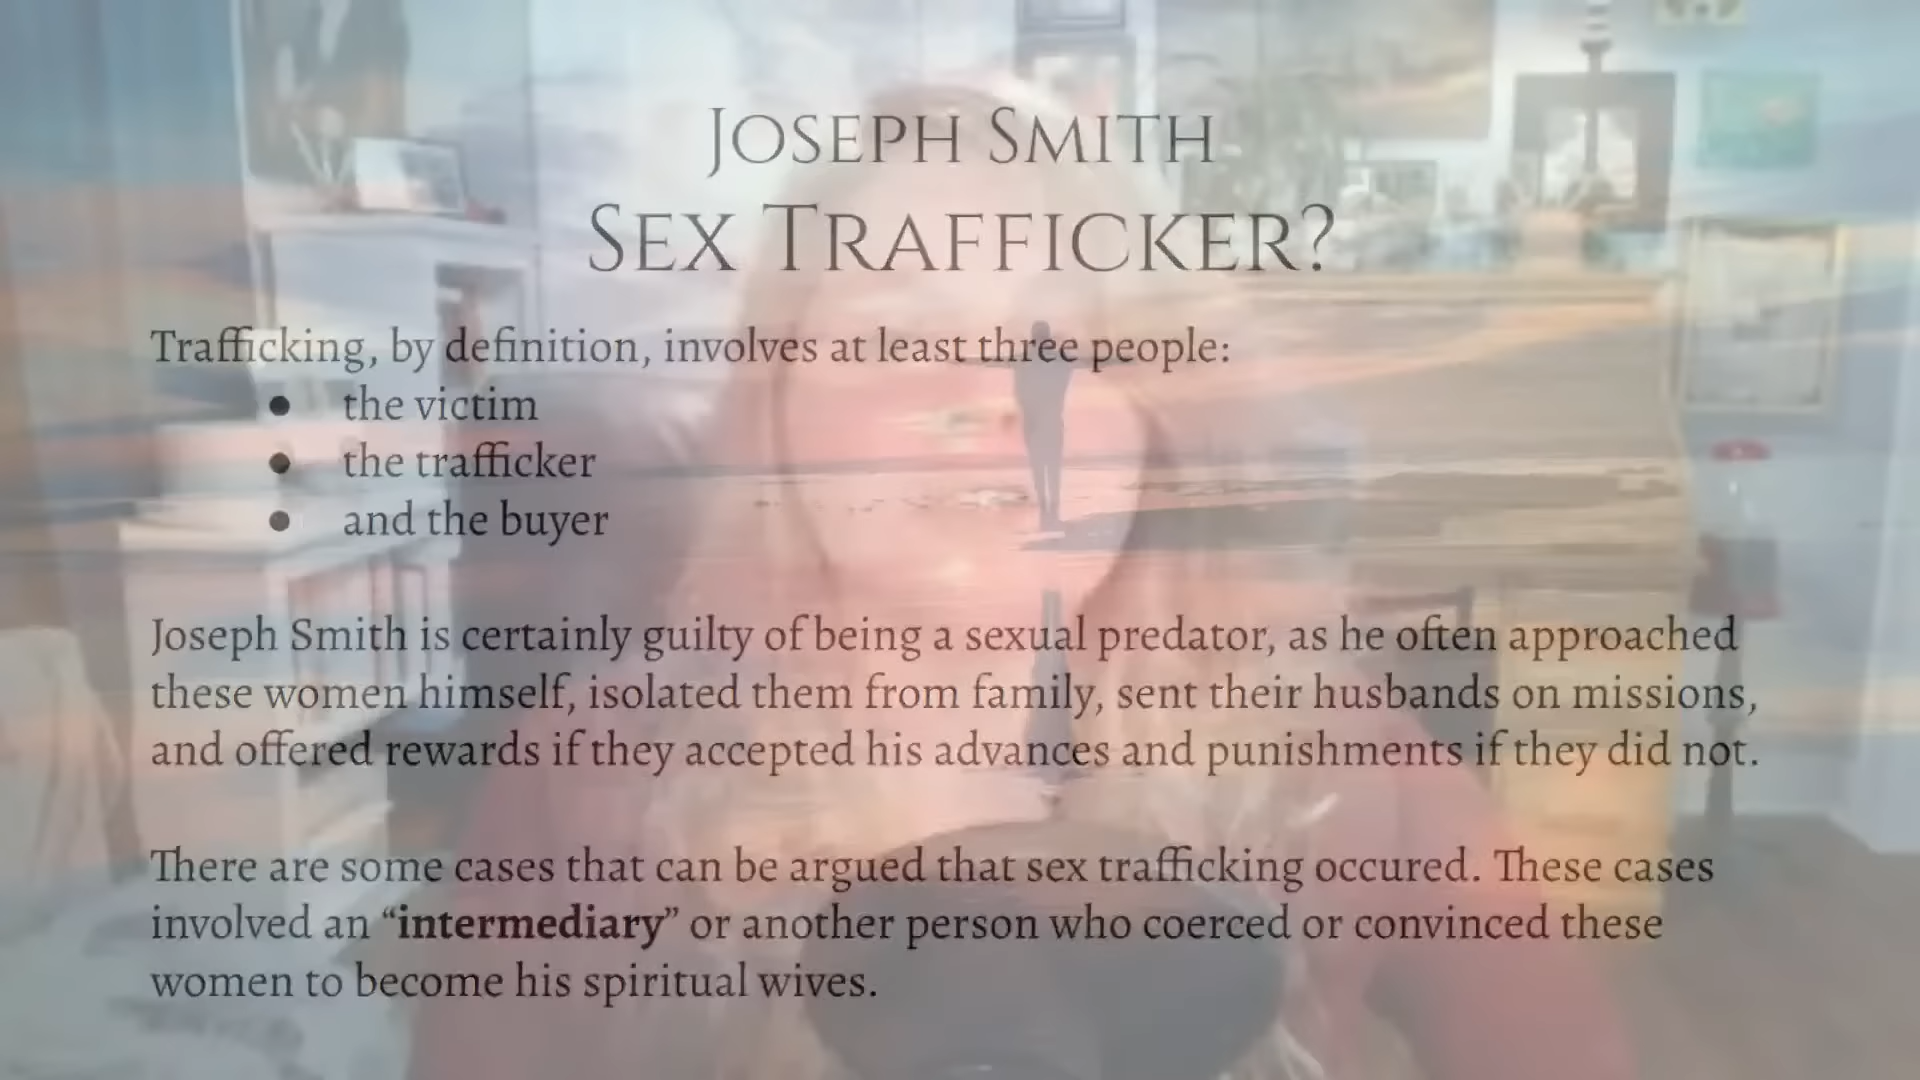 JOSEPH SMITH
SEX TRAFFICKER?
Trafficking, by definition, involves at least three people:
● the victim
● the trafficker
● and the buyer
Joseph Smith is certainly guilty of being a sexual predator, as he often approached
these women himself, isolated them from family, sent their husbands on missions,
and offered rewards if they accepted his advances and punishments if they did not.
There are some cases that can be argued that sex trafficking occured. These cases
involved an “intermediary” or another person who coerced or convinced these
women to become his spiritual wives.